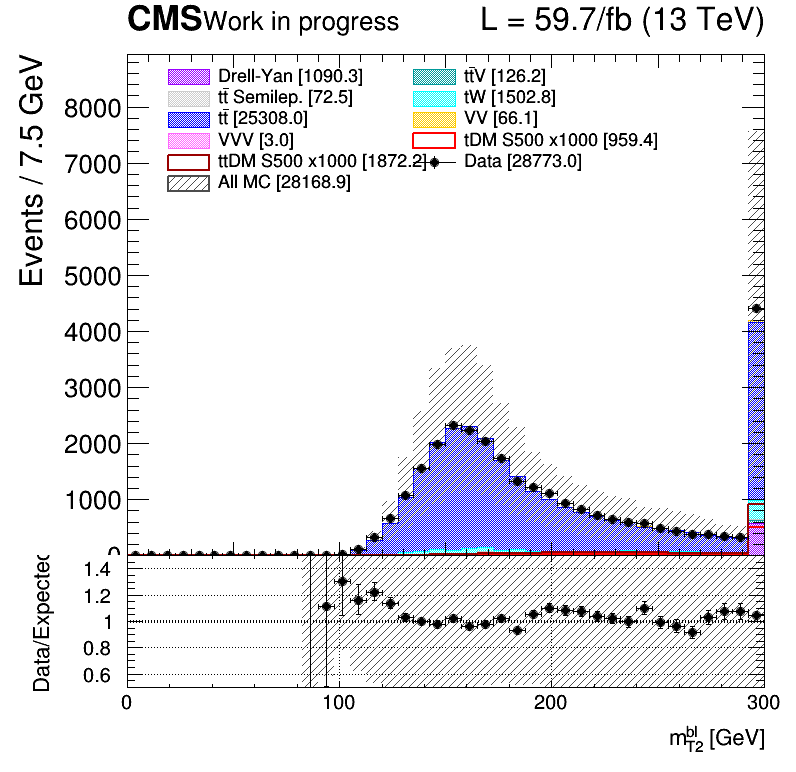 CMS Work in progress L = 59.7/fb (13 TeV)
Events / 7.5 GeV
8000
7000
6000
5000
4000
3000
2000
1000
0
Drell-Yan [1090.3]
tt̄ Semilep. [72.5]
tt̄ [25308.0]
VVV [3.0]
ttDM S500 x1000 [1872.2]
All MC [28168.9]
tt̄V [126.2]
tW [1502.8]
VV [66.1]
tDM S500 x1000 [959.4]
Data [28773.0]
Data/Expected
1.4
1.2
1
0.8
0.6
0 100 200 300
m_{T2}^{bl} [GeV]